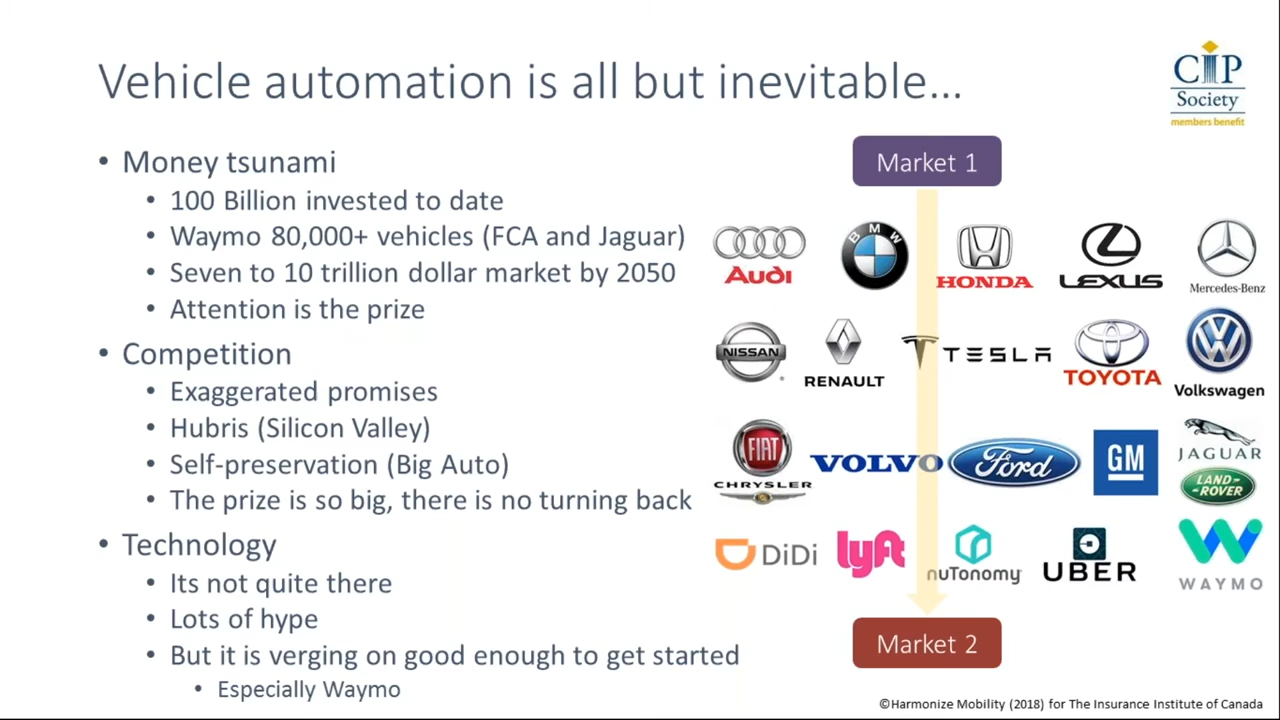 Vehicle automation is all but inevitable...
CIP
Society
members benefit
• Money tsunami
• 100 Billion invested to date
• Waymo 80,000+ vehicles (FCA and Jaguar)
• Seven to 10 trillion dollar market by 2050
• Attention is the prize
• Competition
• Exaggerated promises
• Hubris (Silicon Valley)
• Self-preservation (Big Auto)
• The prize is so big, there is no turning back
• Technology
• Its not quite there
• Lots of hype
• But it is verging on good enough to get started
• Especially Waymo
Market 1
Audi
BMW
HONDA
LEXUS
Mercedes-Benz
NISSAN
RENAULT
TESLA
TOYOTA
Volkswagen
FIAT
CHRYSLER
VOLVO
Ford
GM
JAGUAR
LAND-
-ROVER
DiDi
lyft
nuTonomy
UBER
WAYMO
Market 2
©Harmonize Mobility (2018) for The Insurance Institute of Canada